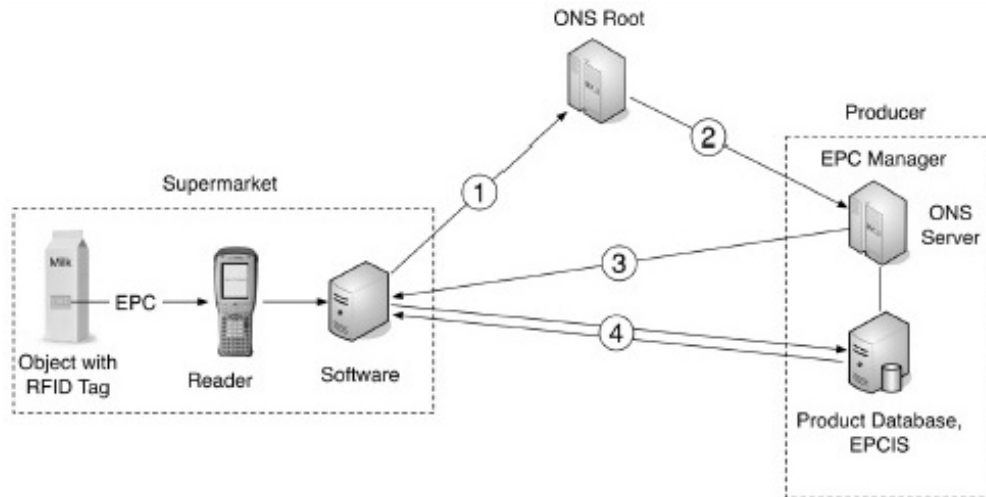 ONS Root
Producer
2
EPC Manager
Supermarket
1
ONS
Server
Milk
3
EPC
4
Object with
RFID Tag
Reader
Software
Product Database,
EPCIS